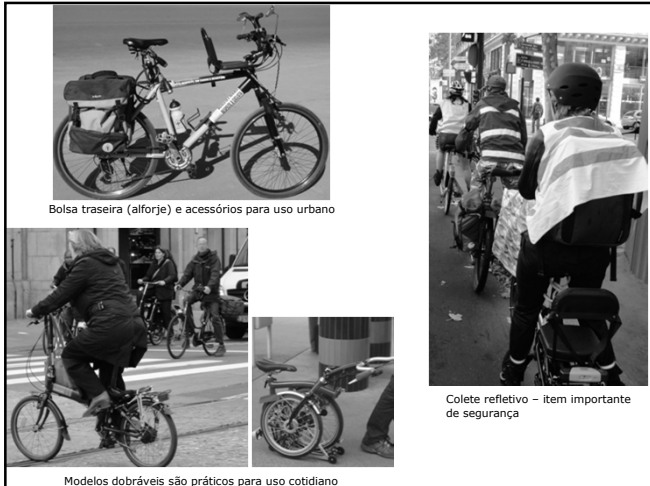 Bolsa traseira (alforje) e acessórios para uso urbano
Colete refletivo – item importante
de segurança
Modelos dobráveis são práticos para uso cotidiano